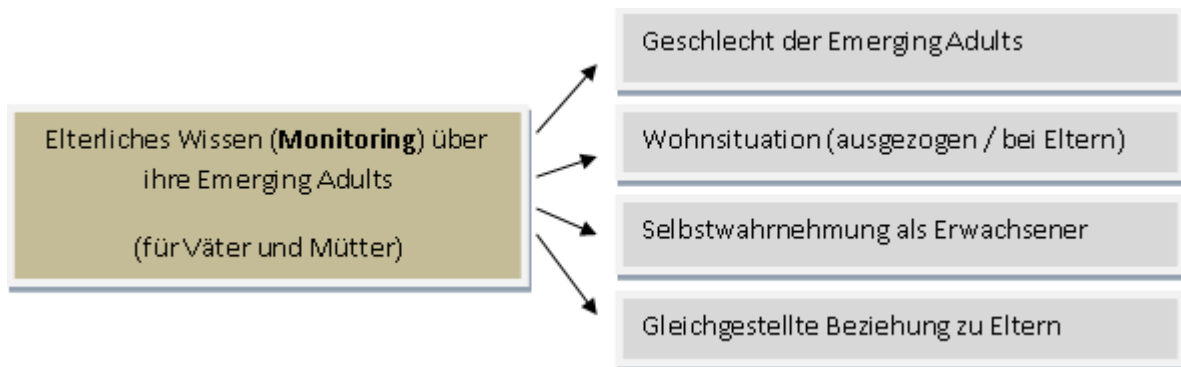 Elterliches Wissen (Monitoring) über
ihre Emerging Adults
(für Väter und Mütter)
Geschlecht der Emerging Adults
Wohnsituation (ausgezogen / bei Eltern)
Selbstwahrnehmung als Erwachsener
Gleichgestellte Beziehung zu Eltern